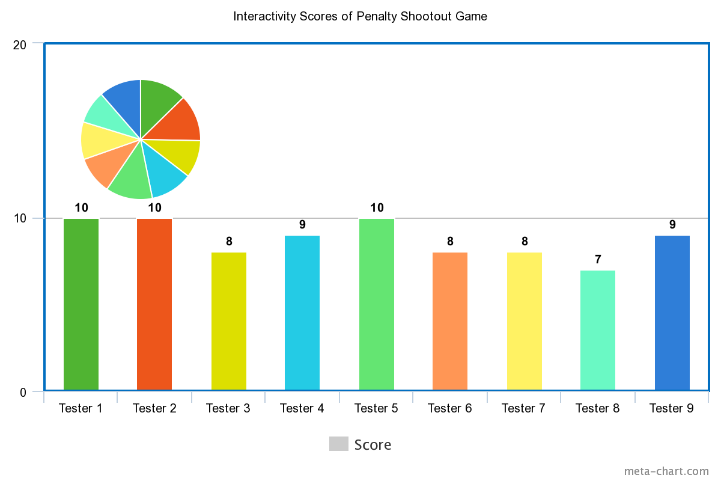 Interactivity Scores of Penalty Shootout Game
20
10
0
10
10
8
9
10
8
8
7
9
Tester 1
Tester 2
Tester 3
Tester 4
Tester 5
Tester 6
Tester 7
Tester 8
Tester 9
Score
meta-chart.com